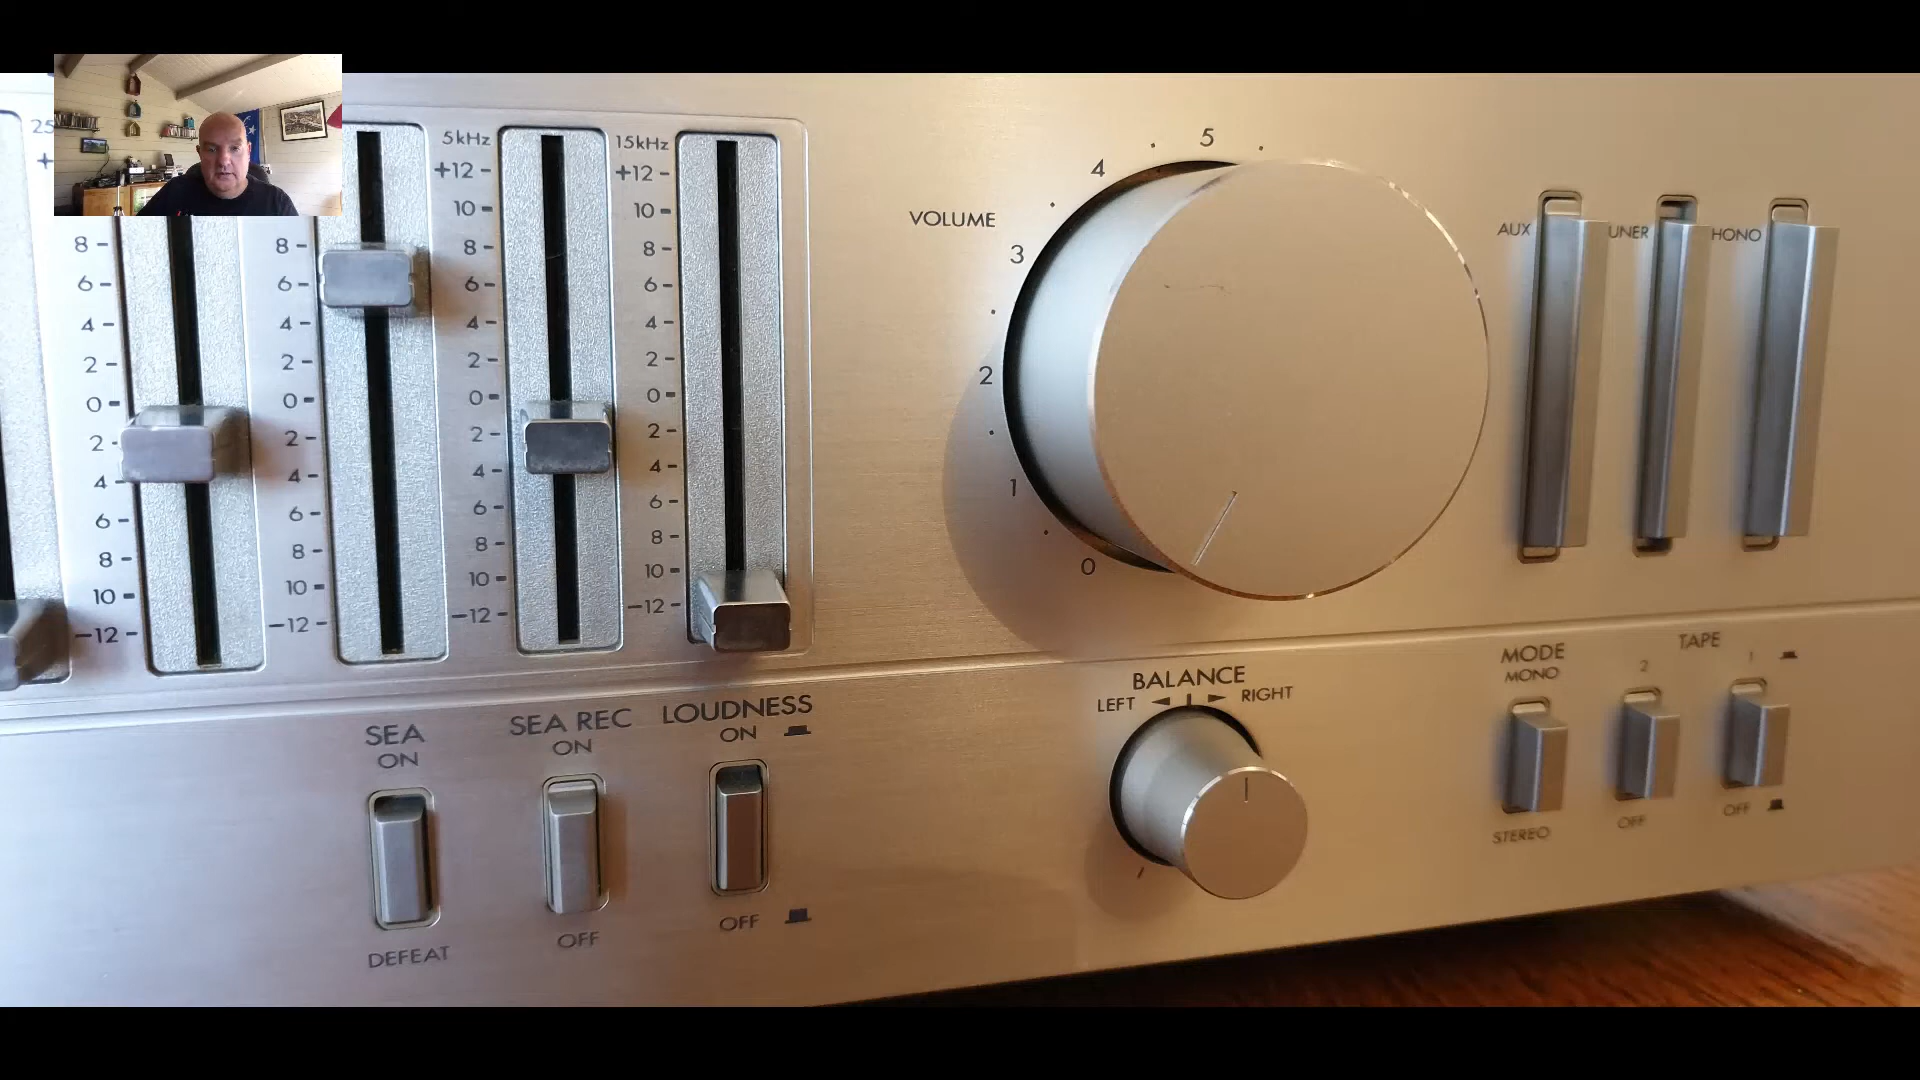 25
+
8 -
6 -
4 -
2 -
0 -
2 -
4 -
6 -
8 -
10 -
-12 -
8 -
6 -
4 -
2 -
0 -
2 -
4 -
6 -
8 -
10 -
-12 -
5kHz
+12 -
10 -
8 -
6 -
4 -
2 -
0 -
2 -
4 -
6 -
8 -
10 -
-12 -
15kHz
+12 -
10 -
8 -
6 -
4 -
2 -
0 -
2 -
4 -
6 -
8 -
10 -
-12 -
VOLUME
5
4
3
2
1
0
AUX
UNER
HONO
SEA
ON
DEFEAT
SEA REC
ON
OFF
LOUDNESS
ON
OFF
BALANCE
LEFT RIGHT
MODE
MONO
STEREO
TAPE
2 1
OFF OFF